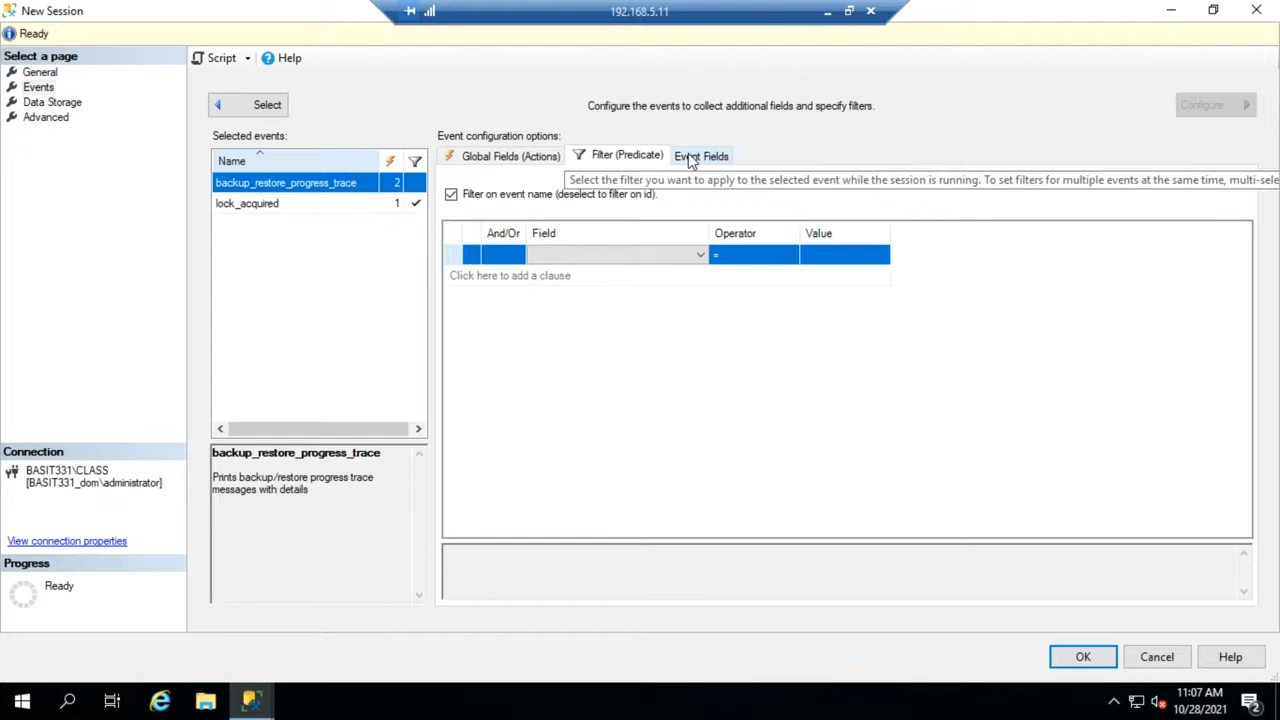 New Session
192.168.5.11
Ready
Select a page
General
Events
Data Storage
Advanced
Script
Help
Select
Configure the events to collect additional fields and specify filters.
Configure
Selected events:
Name
backup_restore_progress_trace 2
lock_acquired 1
Event configuration options:
Global Fields (Actions)
Filter (Predicate)
Event Fields
Select the filter you want to apply to the selected event while the session is running. To set filters for multiple events at the same time, multi-sele
Filter on event name (deselect to filter on id).
And/Or Field Operator Value
=
Click here to add a clause
backup_restore_progress_trace
Prints backup/restore progress trace
messages with details
Connection
BASIT331\CLASS
[BASIT331_dom\administrator]
View connection properties
Progress
Ready
OK
Cancel
Help
11:07 AM
10/28/2021
2